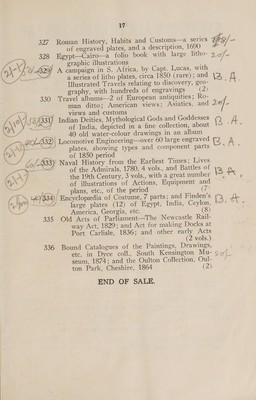 17
327 Roman History, Habits and Customs—a series
of engraved plates, and a description, 1690
328 Egypt—Cairo—a folio book with large litho-
graphic illustrations
329 A campaign in S. Africa, by Capt. Lucas, with
a series of litho plates, circa 1850 (rare); and
Illustrated Travels relating to discovery, geo-
graphy, with hundreds of engravings (2)
B.A.
330 Travel albums—2 of European antiquities; Ro-
man ditto; American views; Asiatics, and
views and customs
331 Indian Deities, Mythological Gods and Goddesses
of India, depicted in a fine collection, about
40 old water-colour drawings in an album
B.A.
332 Locomotive Engineering—over 60 large engraved
plates, showing types and component parts
of 1850 period
B.A.
333 Naval History from the Earliest Times; Lives
of the Admirals, 1780, 4 vols., and Battles of
the 19th Century, 3 vols., with a great number
of illustrations of Actions, Equipment and
plans, etc., of the period (7)
B.A.
334 Encyclopædia of Costume, 7 parts; and Finden's
large plates (12) of Egypt, India, Ceylon,
America, Georgia, etc. (8)
B.A.
335 Old Acts of Parliament—The Newcastle Rail-
way Act, 1829; and Act for making Docks at
Port Carlisle, 1836; and other early Acts
(2 vols.)
336 Bound Catalogues of the Paintings, Drawings,
etc. in Dyce coll., South Kensington Mu-
seum, 1874; and the Oulton Collection, Oul-
ton Park, Cheshire, 1864 (2)
END OF SALE.